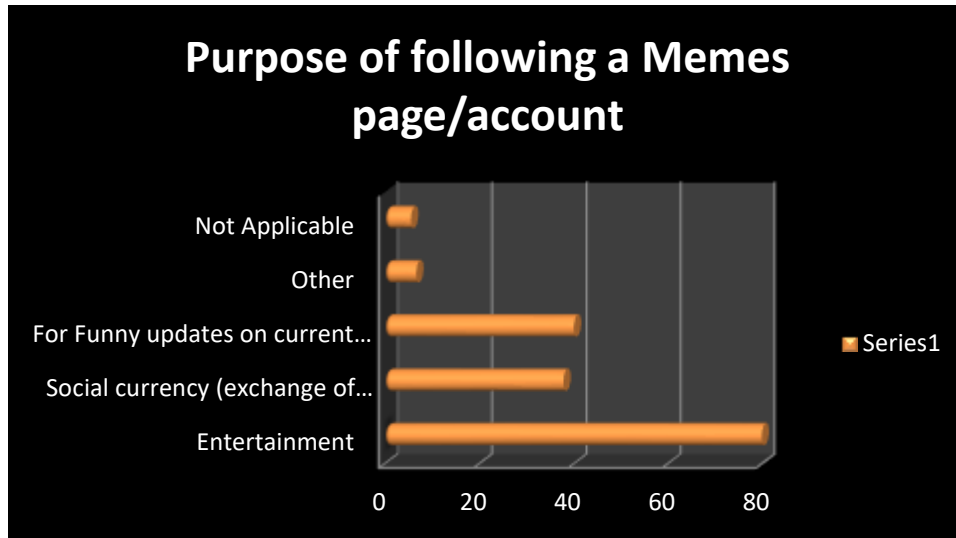 Purpose of following a Memes
page/account
Not Applicable
Other
For Funny updates on current…
Social currency (exchange of…
Entertainment
Series1
0 20 40 60 80